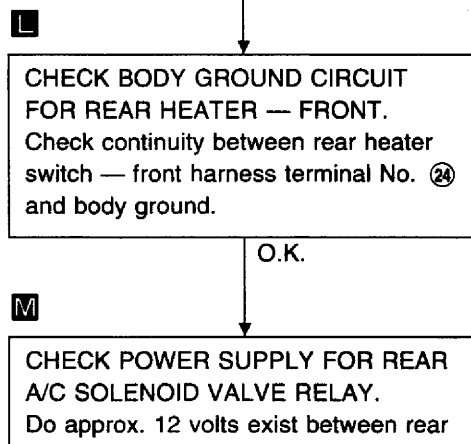 L
CHECK BODY GROUND CIRCUIT
FOR REAR HEATER — FRONT.
Check continuity between rear heater
switch — front harness terminal No. ㉔
and body ground.
O.K.
M
CHECK POWER SUPPLY FOR REAR
A/C SOLENOID VALVE RELAY.
Do approx. 12 volts exist between rear